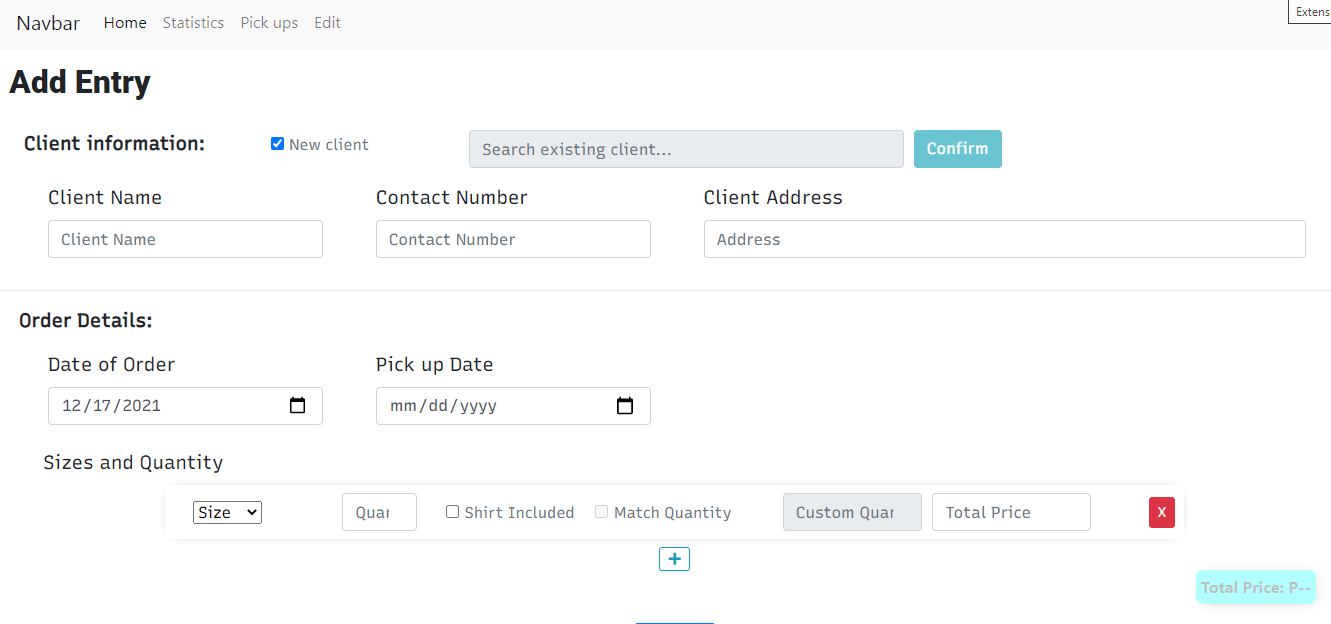 Navbar Home Statistics Pick ups Edit
Extens
Add Entry
Client information: New client Search existing client... Confirm
Client Name Contact Number Client Address
Client Name Contact Number Address
Order Details:
Date of Order Pick up Date
12/17/2021 mm/dd/yyyy
Sizes and Quantity
Size Quar Shirt Included Match Quantity Custom Quar Total Price X
+
Total Price: P--